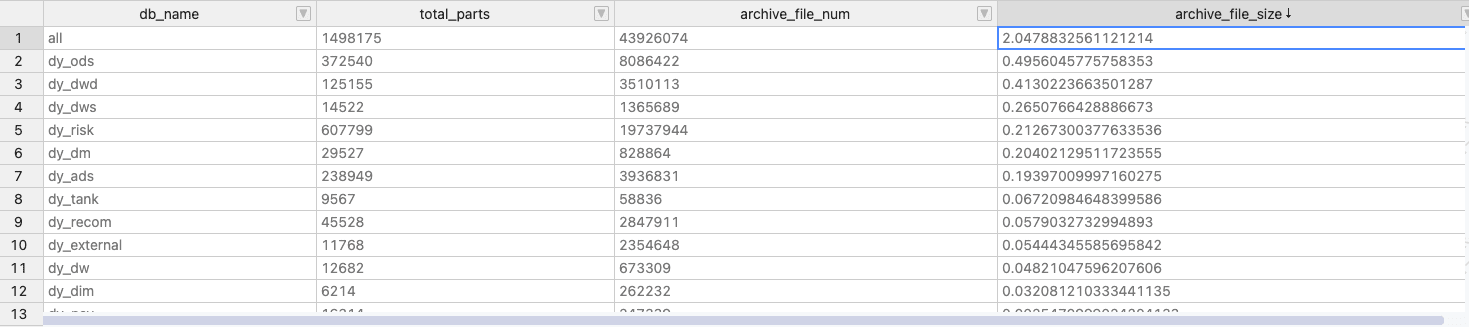 db_name total_parts archive_file_num archive_file_size↓
1 all 1498175 43926074 2.0478832561121214
2 dy_ods 372540 8086422 0.4956045775758353
3 dy_dwd 125155 3510113 0.4130223663501287
4 dy_dws 14522 1365689 0.2650766428886673
5 dy_risk 607799 19737944 0.21267300377633536
6 dy_dm 29527 828864 0.20402129511723555
7 dy_ads 238949 3936831 0.19397009997160275
8 dy_tank 9567 58836 0.06720984648399586
9 dy_recom 45528 2847911 0.0579032732994893
10 dy_external 11768 2354648 0.05444345585695842
11 dy_dw 12682 673309 0.04821047596207606
12 dy_dim 6214 262232 0.032081210333441135
13